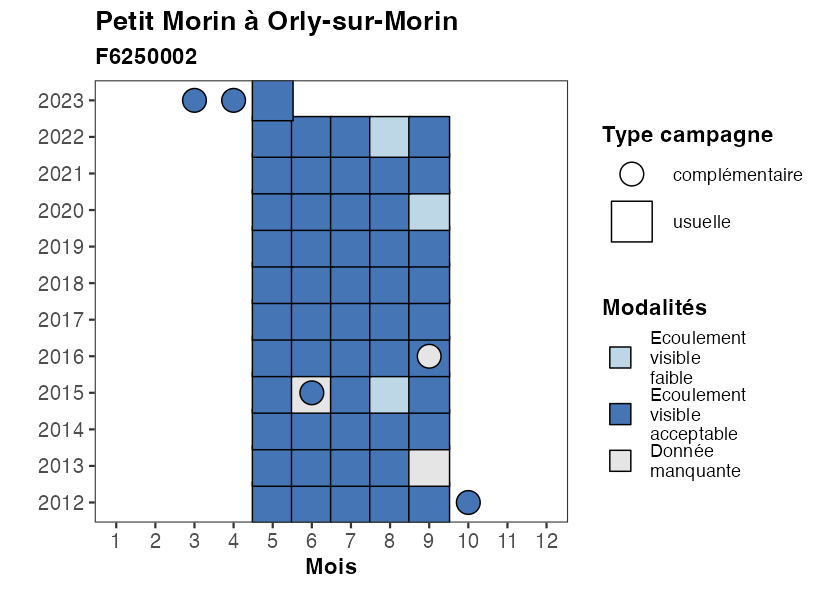 Petit Morin à Orly-sur-Morin
F6250002
2023
2022
2021
2020
2019
2018
2017
2016
2015
2014
2013
2012
1 2 3 4 5 6 7 8 9 10 11 12
Mois
Type campagne
complémentaire
usuelle
Modalités
Ecoulement
visible
faible
Ecoulement
visible
acceptable
Donnée
manquante